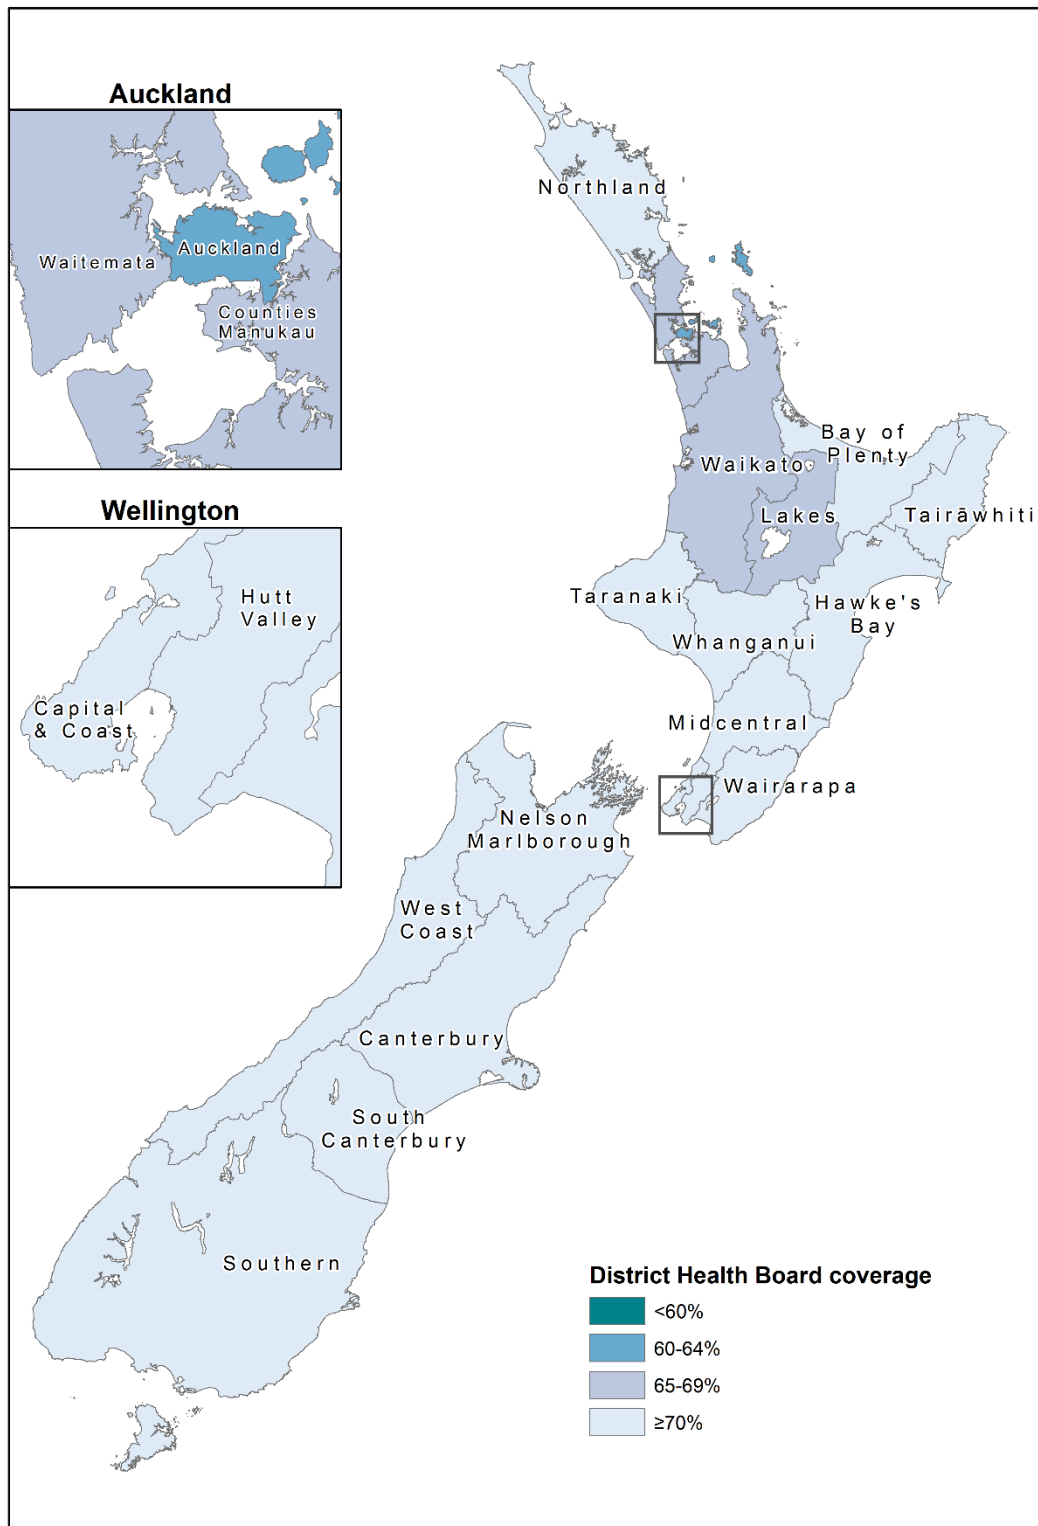 Auckland
Waitemata
Auckland
Counties
Manukau
Wellington
Hutt
Valley
Capital
& Coast
Northland
Bay of
Plenty
Waikato
Lakes
Tairāwhiti
Taranaki
Hawke's
Bay
Whanganui
Midcentral
Wairarapa
Nelson
Marlborough
West
Coast
Canterbury
South
Canterbury
Southern
District Health Board coverage
<60%
60-64%
65-69%
≥70%